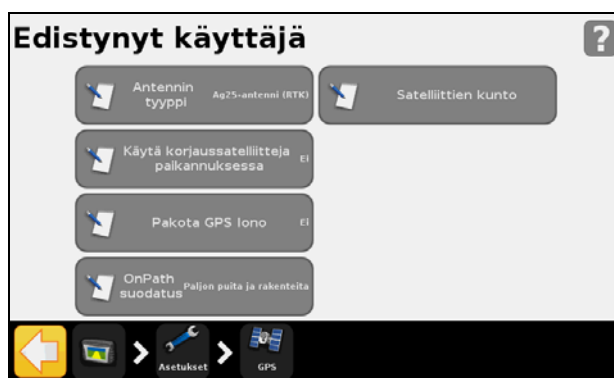 Edistynyt käyttäjä
?
Antennin
tyyppi
Ag25-antenni (RTK)
Satelliittien kunto
Käytä korjaussatelliitteja
paikannuksessa
Ei
Pakota GPS Iono
Ei
OnPath
suodatus
Paljon puita ja rakenteita
Asetukset
GPS